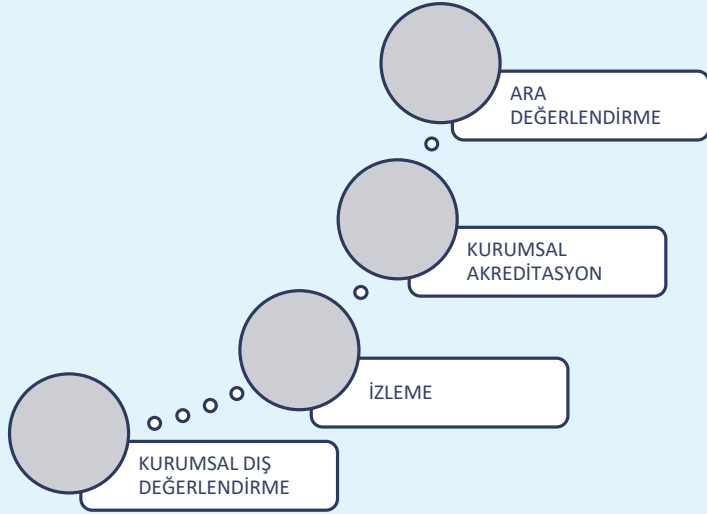 ARA
DEĞERLENDİRME
KURUMSAL
AKREDİTASYON
İZLEME
KURUMSAL DIŞ
DEĞERLENDİRME